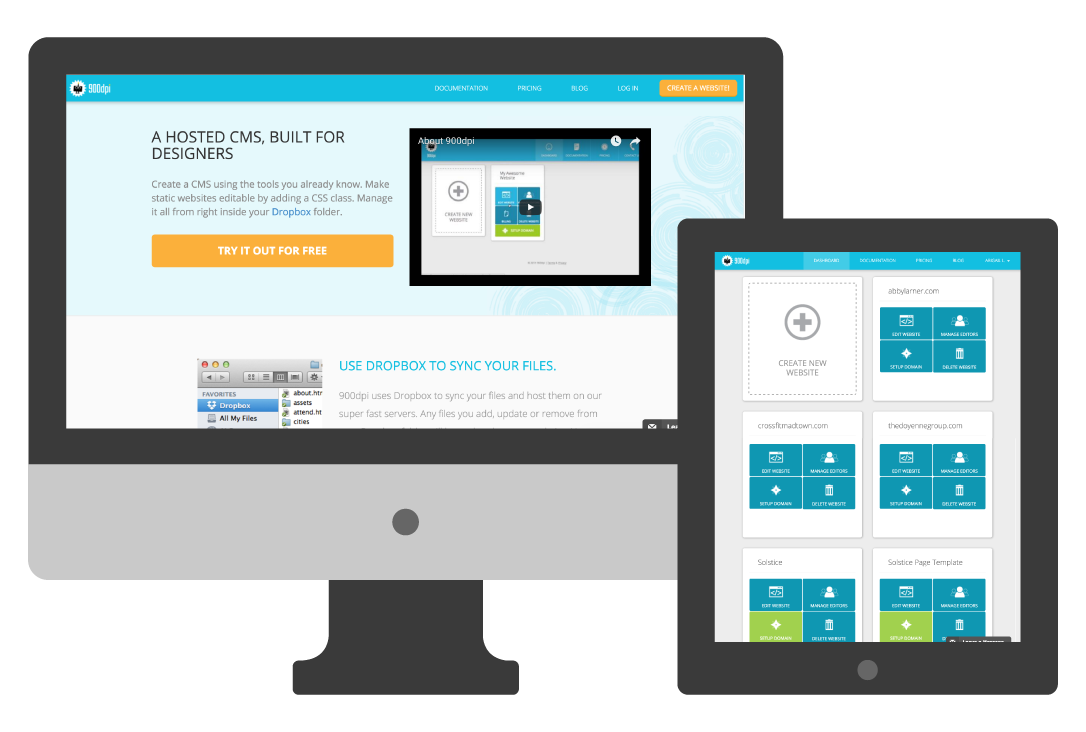 900dpi
DOCUMENTATION PRICING BLOG LOG IN CREATE A WEBSITE!
A HOSTED CMS, BUILT FOR
DESIGNERS
Create a CMS using the tools you already know. Make
static websites editable by adding a CSS class. Manage
it all from right inside your Dropbox folder.
TRY IT OUT FOR FREE
About 900dpi
CREATE NEW
WEBSITE
My Awesome
Website
SETUP DOMAIN
FAVORITES
Dropbox
All My Files
about.htr
assets
attend.ht
cities
USE DROPBOX TO SYNC YOUR FILES.
900dpi uses Dropbox to sync your files and host them on our
super fast servers. Any files you add, update or remove from
900dpi
DASHBOARD DOCUMENTATION PRICING BLOG
CREATE NEW
WEBSITE
abbylarner.com
EDIT WEBSITE MANAGE EDITORS
SETUP DOMAIN DELETE WEBSITE
crossfitmadtown.com
EDIT WEBSITE MANAGE EDITORS
SETUP DOMAIN DELETE WEBSITE
thedoyennegroup.com
EDIT WEBSITE MANAGE EDITORS
SETUP DOMAIN DELETE WEBSITE
Solstice
EDIT WEBSITE MANAGE EDITORS
SETUP DOMAIN DELETE WEBSITE
Solstice Page Template
EDIT WEBSITE MANAGE EDITORS
SETUP DOMAIN